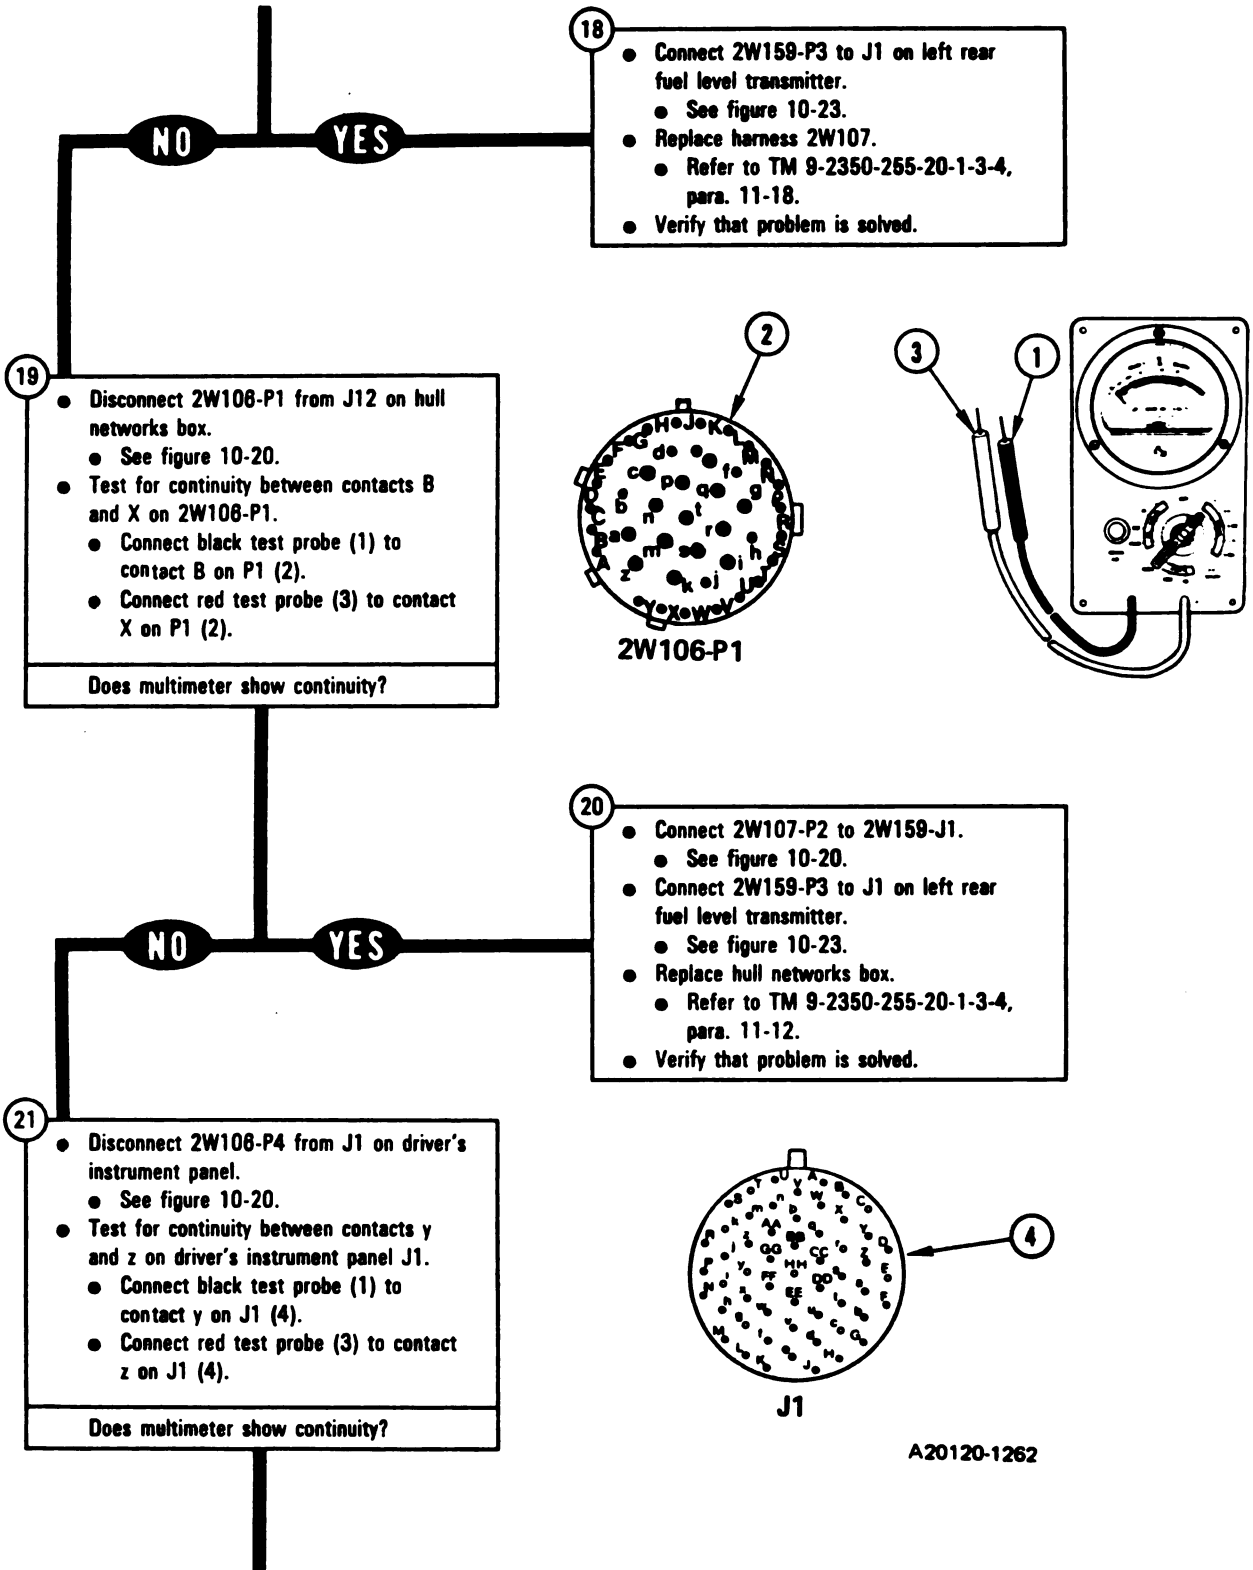 18
● Connect 2W159-P3 to J1 on left rear
fuel level transmitter.
● See figure 10-23.
● Replace harness 2W107.
● Refer to TM 9-2350-255-20-1-3-4,
para. 11-18.
● Verify that problem is solved.
NO YES
19
● Disconnect 2W106-P1 from J12 on hull
networks box.
● See figure 10-20.
● Test for continuity between contacts B
and X on 2W106-P1.
● Connect black test probe (1) to
contact B on P1 (2).
● Connect red test probe (3) to contact
X on P1 (2).
Does multimeter show continuity?
2
3
1
H J K L
G M
F N
E P
D R
C S
B T
A U
Y X W V
d f c p q g b n t r a m s h z i k j
2W106-P1
20
● Connect 2W107-P2 to 2W159-J1.
● See figure 10-20.
● Connect 2W159-P3 to J1 on left rear
fuel level transmitter.
● See figure 10-23.
● Replace hull networks box.
● Refer to TM 9-2350-255-20-1-3-4,
para. 11-12.
● Verify that problem is solved.
NO YES
21
● Disconnect 2W106-P4 from J1 on driver's
instrument panel.
● See figure 10-20.
● Test for continuity between contacts y
and z on driver's instrument panel J1.
● Connect black test probe (1) to
contact y on J1 (4).
● Connect red test probe (3) to contact
z on J1 (4).
Does multimeter show continuity?
4
S T U A B C
R D
P E
N F
M G
L K J H
n V W m b X k AA q Y z BB j GG CC r Z y HH i FF DD s a x EE h w t b g v u c f e d
J1
A20120-1262